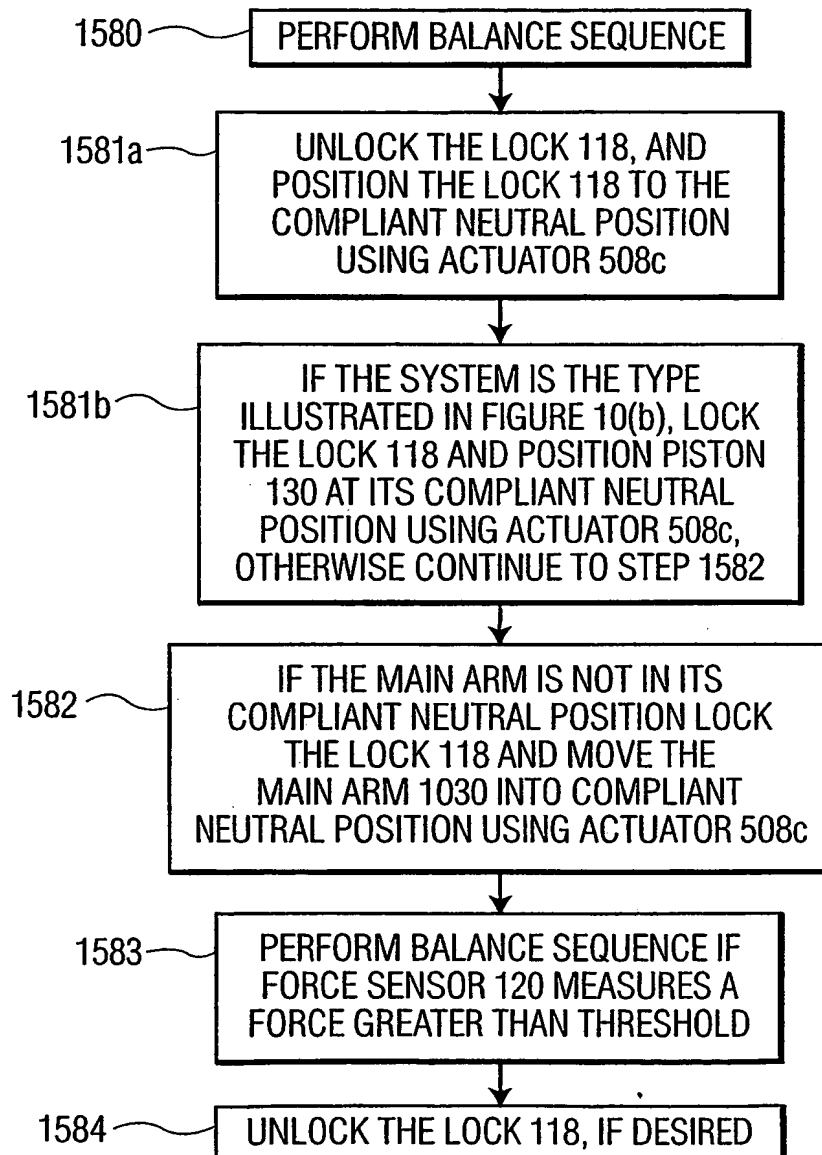 1580
PERFORM BALANCE SEQUENCE
1581a
UNLOCK THE LOCK 118, AND
POSITION THE LOCK 118 TO THE
COMPLIANT NEUTRAL POSITION
USING ACTUATOR 508c
1581b
IF THE SYSTEM IS THE TYPE
ILLUSTRATED IN FIGURE 10(b), LOCK
THE LOCK 118 AND POSITION PISTON
130 AT ITS COMPLIANT NEUTRAL
POSITION USING ACTUATOR 508c,
OTHERWISE CONTINUE TO STEP 1582
1582
IF THE MAIN ARM IS NOT IN ITS
COMPLIANT NEUTRAL POSITION LOCK
THE LOCK 118 AND MOVE THE
MAIN ARM 1030 INTO COMPLIANT
NEUTRAL POSITION USING ACTUATOR 508c
1583
PERFORM BALANCE SEQUENCE IF
FORCE SENSOR 120 MEASURES A
FORCE GREATER THAN THRESHOLD
1584
UNLOCK THE LOCK 118, IF DESIRED